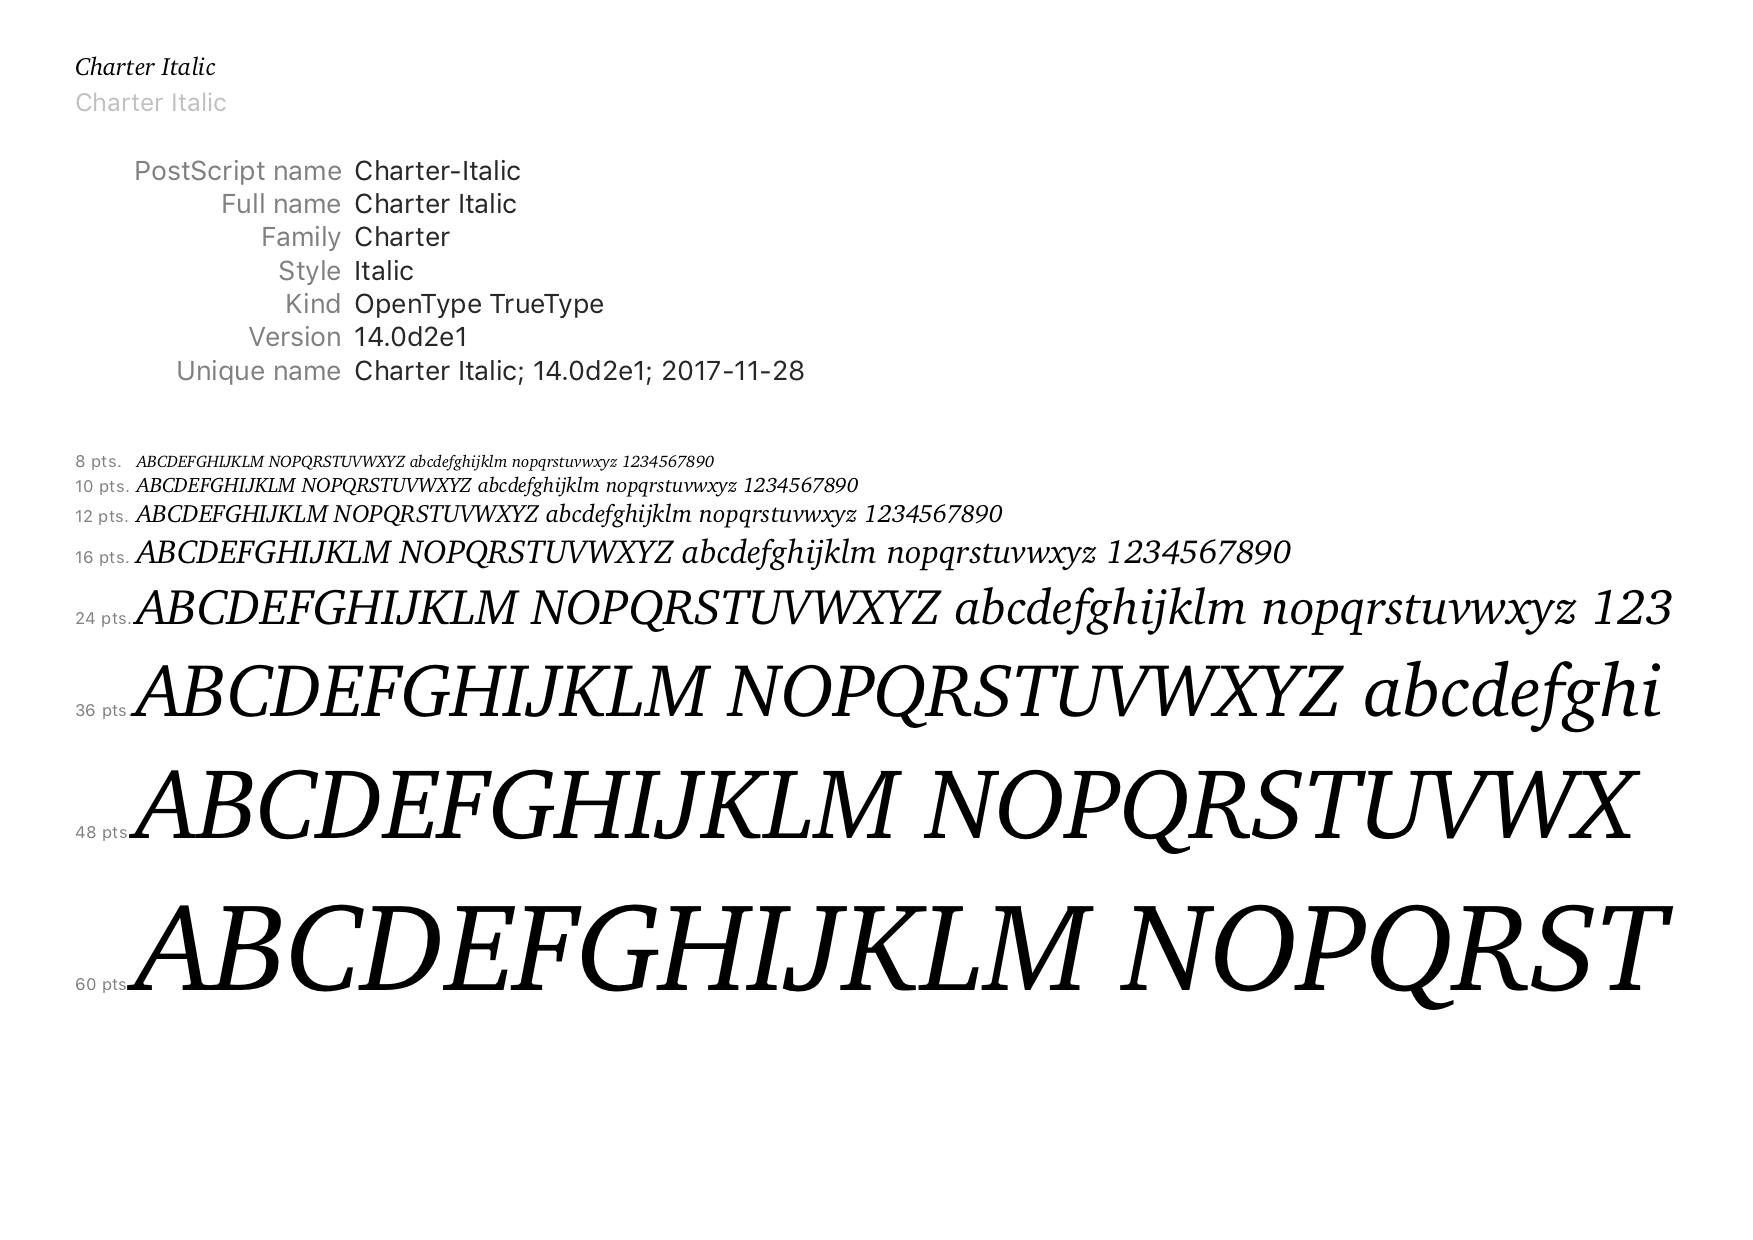 Charter Italic
Charter Italic
PostScript name Charter-Italic
Full name Charter Italic
Family Charter
Style Italic
Kind OpenType TrueType
Version 14.0d2e1
Unique name Charter Italic; 14.0d2e1; 2017-11-28
8 pts. ABCDEFGHIJKLM NOPQRSTUVWXYZ abcdefghijklm nopqrstuvwxyz 1234567890
10 pts. ABCDEFGHIJKLM NOPQRSTUVWXYZ abcdefghijklm nopqrstuvwxyz 1234567890
12 pts. ABCDEFGHIJKLM NOPQRSTUVWXYZ abcdefghijklm nopqrstuvwxyz 1234567890
16 pts. ABCDEFGHIJKLM NOPQRSTUVWXYZ abcdefghijklm nopqrstuvwxyz 1234567890
24 pts. ABCDEFGHIJKLM NOPQRSTUVWXYZ abcdefghijklm nopqrstuvwxyz 123
36 pts. ABCDEFGHIJKLM NOPQRSTUVWXYZ abcdefghi
48 pts. ABCDEFGHIJKLM NOPQRSTUVWX
60 pts. ABCDEFGHIJKLM NOPQRST